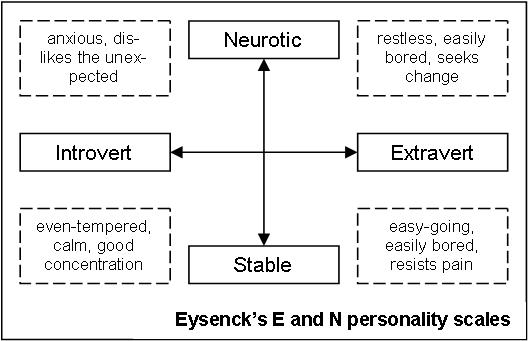 anxious, dis-
likes the unex-
pected
Neurotic
restless, easily
bored, seeks
change
Introvert
Extravert
even-tempered,
calm, good
concentration
Stable
easy-going,
easily bored,
resists pain
Eysenck's E and N personality scales